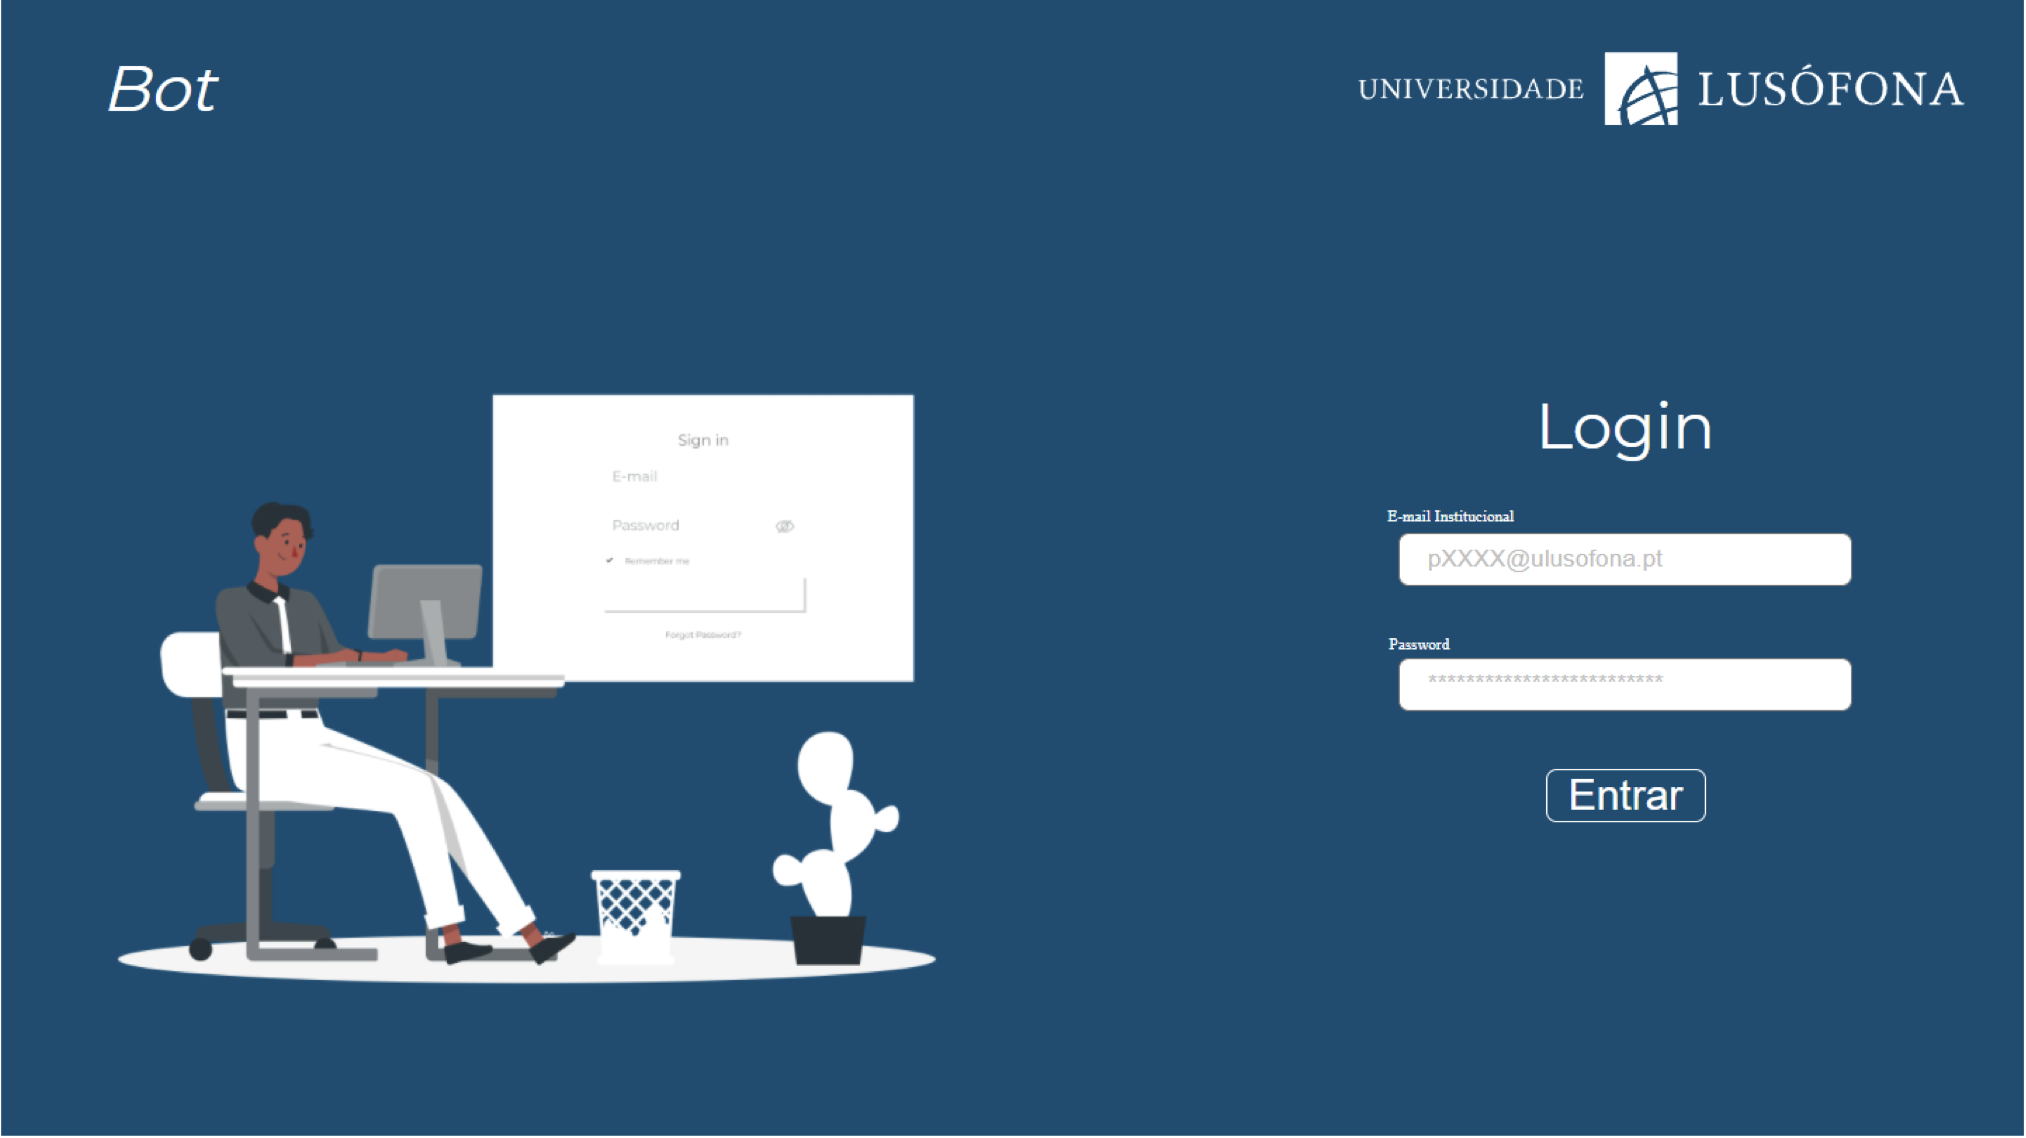 Bot
UNIVERSIDADE LUSÓFONA
Sign in
E-mail
Password
Remember me
Forgot Password?
Login
E-mail Institucional
pXXXX@ulusofona.pt
Password
*************************
Entrar